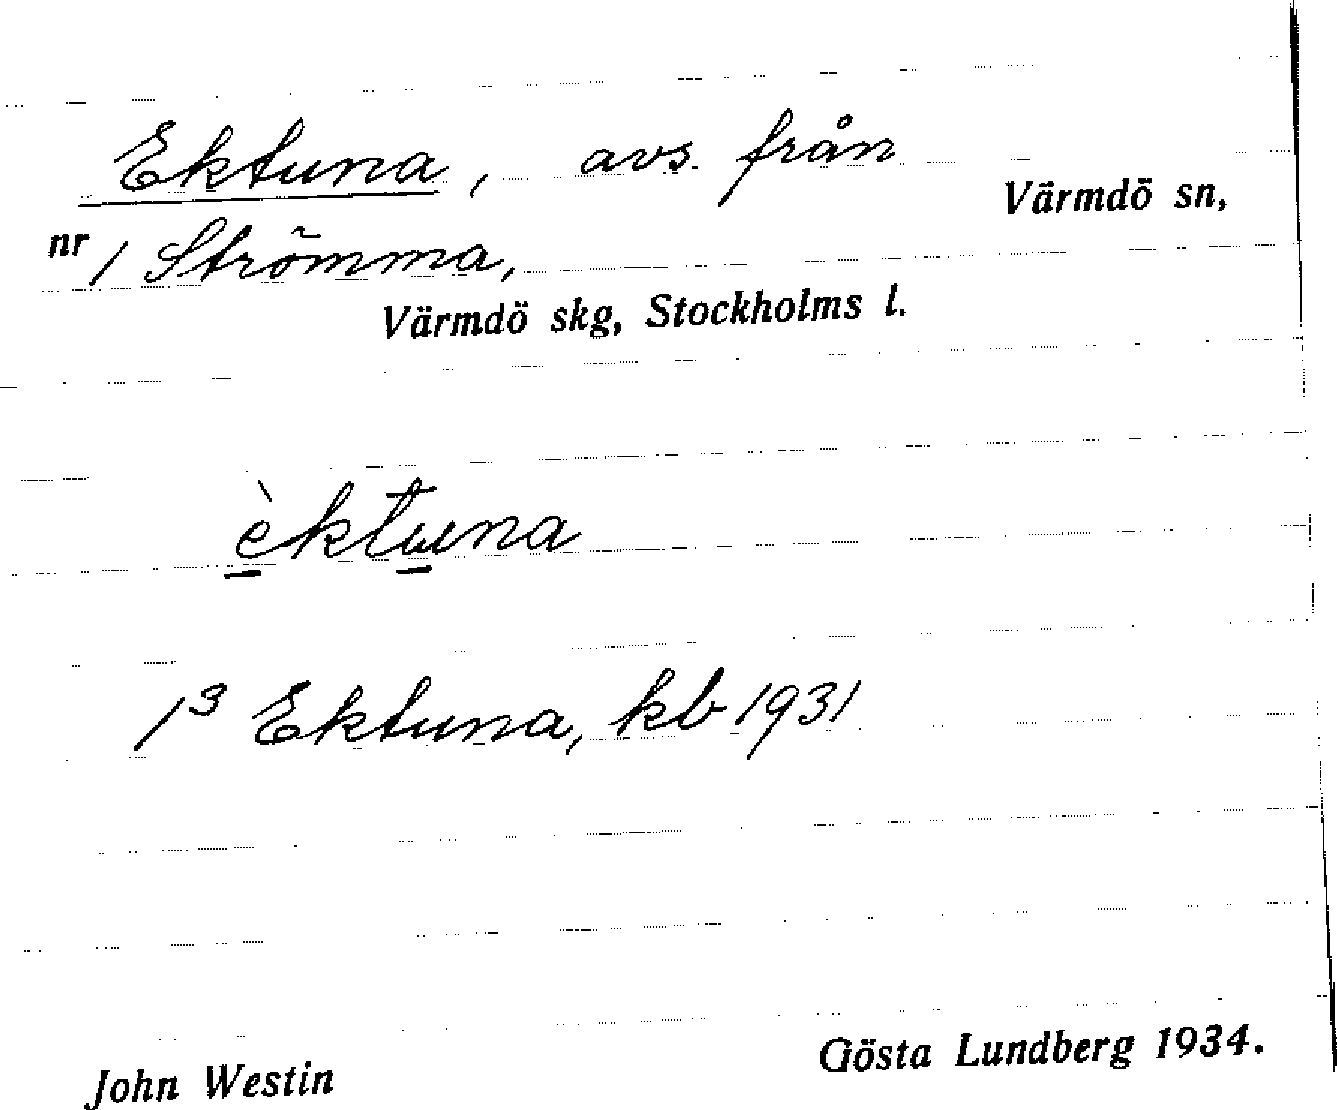 Ektuna, avs. från
Värmdö sn,
nr 1 Strömma,
Värmdö skg, Stockholms l.
èktuna
1³ Ektuna, kb 1931
John Westin
Gösta Lundberg 1934.